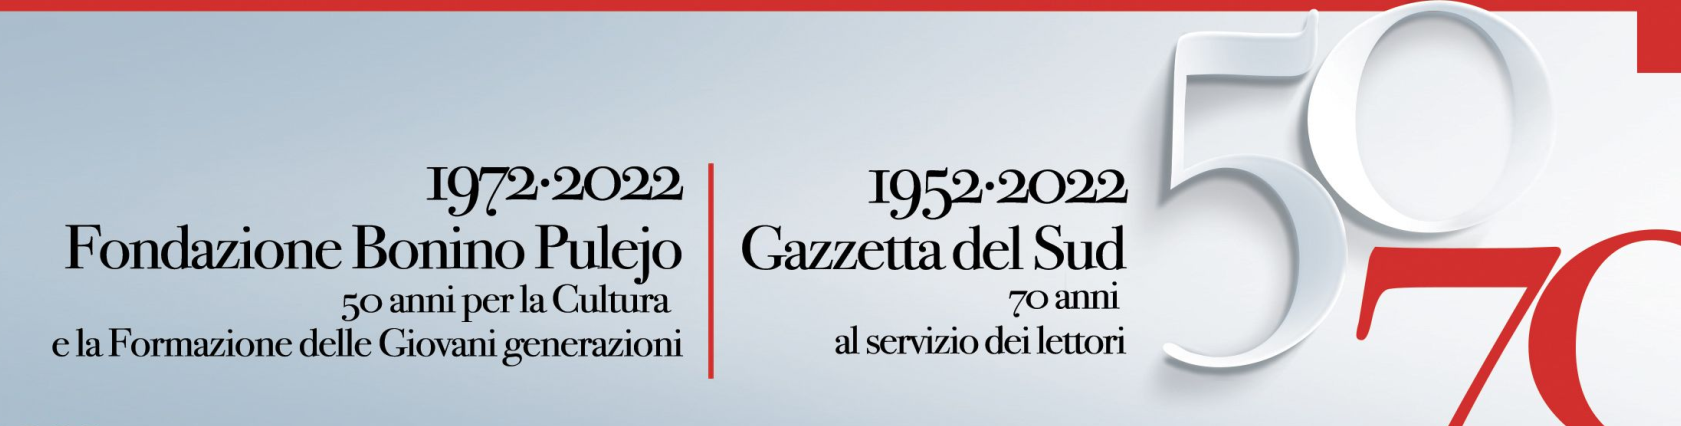 1972·2022
Fondazione Bonino Pulejo
50 anni per la Cultura
e la Formazione delle Giovani generazioni
1952·2022
Gazzetta del Sud
70 anni
al servizio dei lettori
50
70